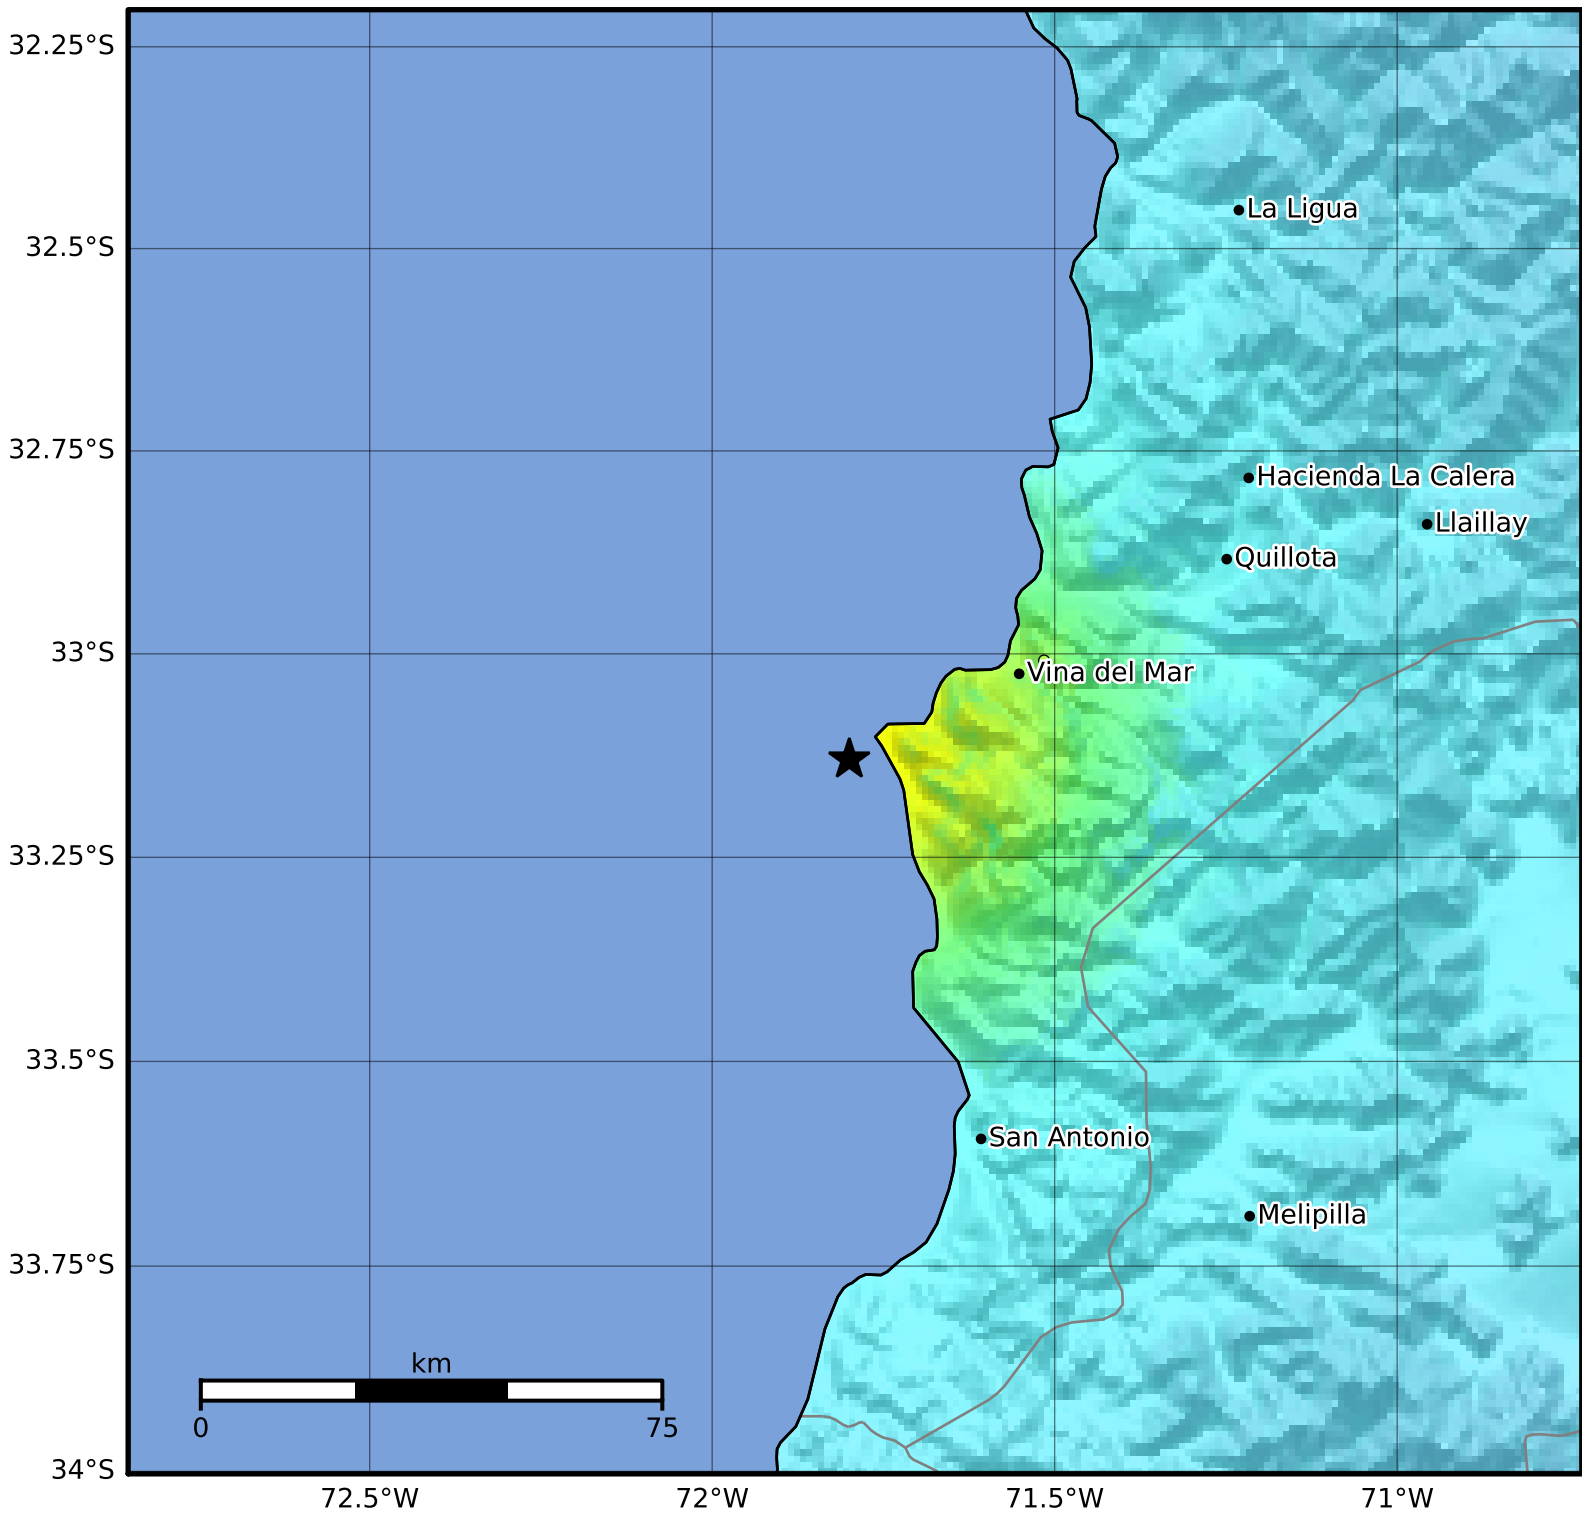 32.25°S
La Ligua
32.5°S
32.75°S
Hacienda La Calera
Llaillay
Quillota
33°S
Vina del Mar
33.25°S
33.5°S
San Antonio
Melipilla
33.75°S
km
0 75
34°S
72.5°W 72°W 71.5°W 71°W